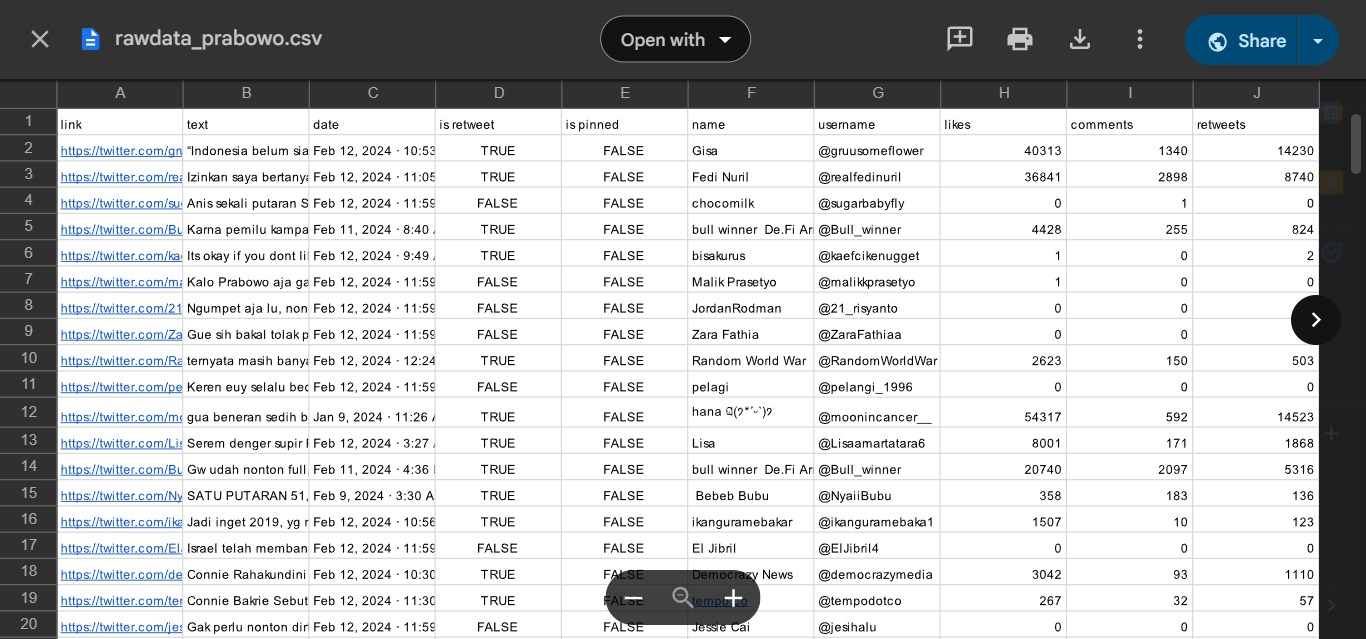 rawdata_prabowo.csv Open with Share
A B C D E F G H I J
1 link text date is retweet is pinned name username likes comments retweets
2 https://twitter.com/gru “Indonesia belum sia Feb 12, 2024 · 10:53 TRUE FALSE Gisa @gruusomeflower 40313 1340 14230
3 https://twitter.com/rea Izinkan saya bertanya Feb 12, 2024 · 11:05 TRUE FALSE Fedi Nuril @realfedinuril 36841 2898 8740
4 https://twitter.com/su Anis sekali putaran S Feb 12, 2024 · 11:59 FALSE FALSE chocomilk @sugarbabyfly 0 1 0
5 https://twitter.com/Bu Karna pemilu kampa Feb 11, 2024 · 8:40 TRUE FALSE bull winner De.Fi Ar @Bull_winner 4428 255 824
6 https://twitter.com/ka Its okay if you dont li Feb 12, 2024 · 9:49 TRUE FALSE bisakurus @kaefcikenugget 1 0 2
7 https://twitter.com/ma Kalo Prabowo aja ga Feb 12, 2024 · 11:59 FALSE FALSE Malik Prasetyo @malikkprasetyo 1 0 0
8 https://twitter.com/21 Ngumpet aja lu, non Feb 12, 2024 · 11:59 FALSE FALSE JordanRodman @21_risyanto 0 0
9 https://twitter.com/Za Gue sih bakal tolak p Feb 12, 2024 · 11:59 FALSE FALSE Zara Fathia @ZaraFathiaa 0 0
10 https://twitter.com/Ra ternyata masih banya Feb 12, 2024 · 12:24 TRUE FALSE Random World War @RandomWorldWar 2623 150 503
11 https://twitter.com/pe Keren euy selalu bec Feb 12, 2024 · 11:59 FALSE FALSE pelagi @pelangi_1996 0 0 0
12 https://twitter.com/mo gua beneran sedih b Jan 9, 2024 · 11:26 TRUE FALSE hana @moonincancer__ 54317 592 14523
13 https://twitter.com/Lis Serem denger supir Feb 12, 2024 · 3:27 TRUE FALSE Lisa @Lisaamartatara6 8001 171 1868
14 https://twitter.com/Bu Gw udah nonton full Feb 11, 2024 · 4:36 TRUE FALSE bull winner De.Fi Ar @Bull_winner 20740 2097 5316
15 https://twitter.com/Ny SATU PUTARAN 51, Feb 9, 2024 · 3:30 A TRUE FALSE Bebeb Bubu @NyaiiBubu 358 183 136
16 https://twitter.com/ika Jadi inget 2019, yg r Feb 12, 2024 · 10:56 TRUE FALSE ikanguramebakar @ikanguramebaka1 1507 10 123
17 https://twitter.com/El Israel telah memban Feb 12, 2024 · 11:59 FALSE FALSE El Jibril @ElJibril4 0 0 0
18 https://twitter.com/de Connie Rahakundini Feb 12, 2024 · 10:30 TRUE FALSE Democrazy News @democrazymedia 3042 93 1110
19 https://twitter.com/ter Connie Bakrie Sebut Feb 12, 2024 · 11:30 TRUE FALSE tempo.co @tempodotco 267 32 57
20 https://twitter.com/jes Gak perlu nonton dir Feb 12, 2024 · 11:59 FALSE FALSE Jessie Cai @jesihalu 0 0 0